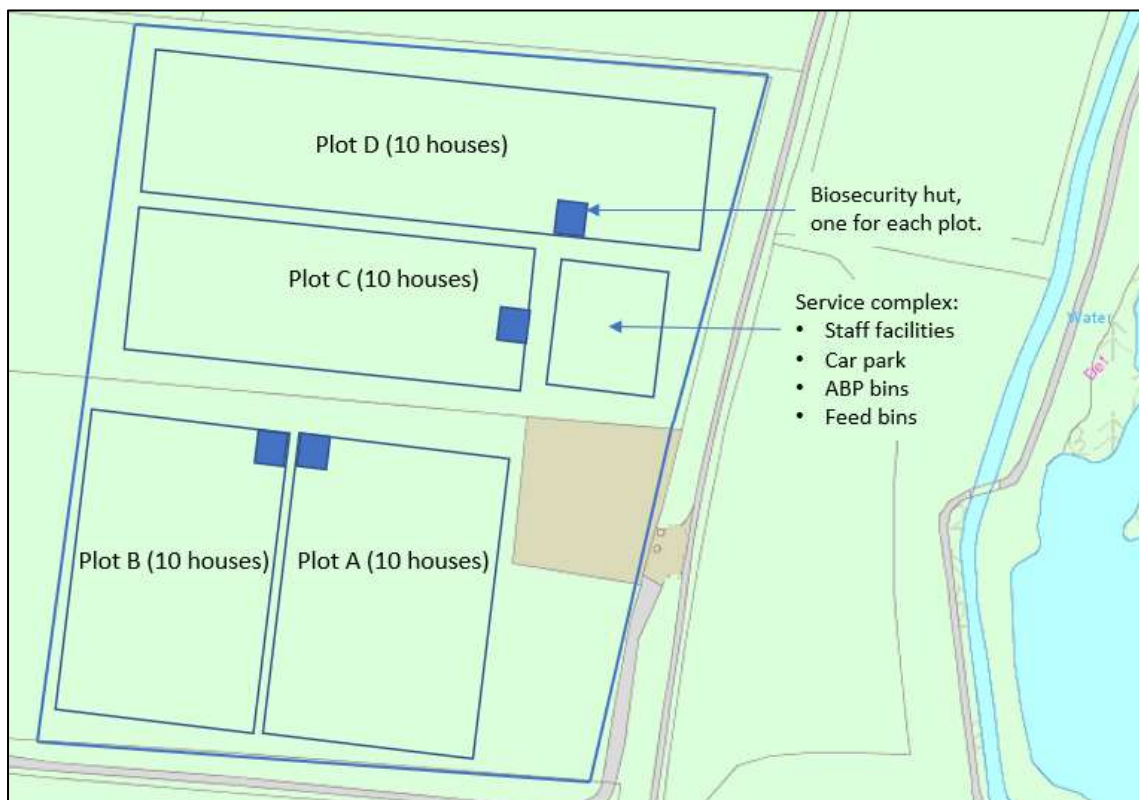 Plot D (10 houses)
Biosecurity hut,
one for each plot.
Plot C (10 houses)
Service complex:
• Staff facilities
• Car park
• ABP bins
• Feed bins
Water
Plot B (10 houses)
Plot A (10 houses)